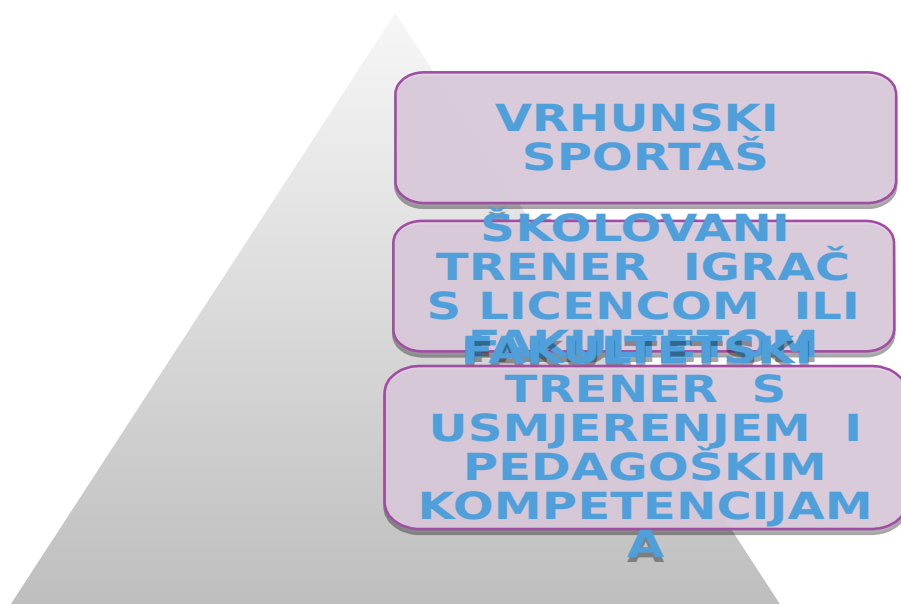 VRHUNSKI
SPORTAŠ
ŠKOLOVANI
TRENER IGRAČ
S LICENCOM ILI
FAKULTETOM
FAKULTETSKI
TRENER S
USMJERENJEM I
PEDAGOŠKIM
KOMPETENCIJAM
A